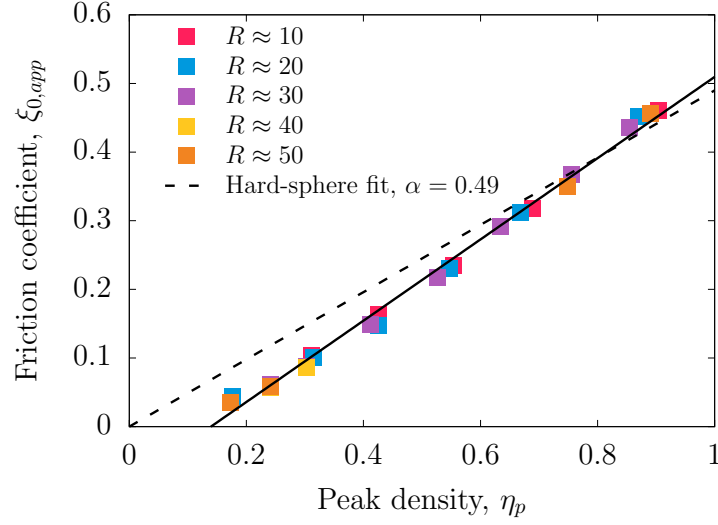 0.6
0.5
0.4
0.3
0.2
0.1
0
Friction coefficient, ξ₀,ₐₚₚ
R ≈ 10
R ≈ 20
R ≈ 30
R ≈ 40
R ≈ 50
Hard-sphere fit, α = 0.49
0 0.2 0.4 0.6 0.8 1
Peak density, ηₚ